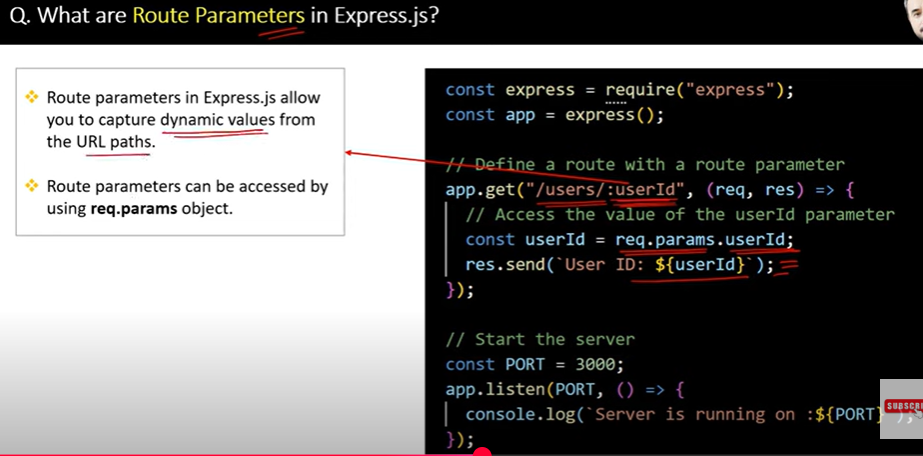 Q. What are Route Parameters in Express.js?
Route parameters in Express.js allow
you to capture dynamic values from
the URL paths.
Route parameters can be accessed by
using req.params object.
const express = require("express");
const app = express();
// Define a route with a route parameter
app.get("/users/:userId", (req, res) => {
// Access the value of the userId parameter
const userId = req.params.userId;
res.send(`User ID: ${userId}`);
});
// Start the server
const PORT = 3000;
app.listen(PORT, () => {
console.log(`Server is running on :${PORT}`);
});
SUBSCRI